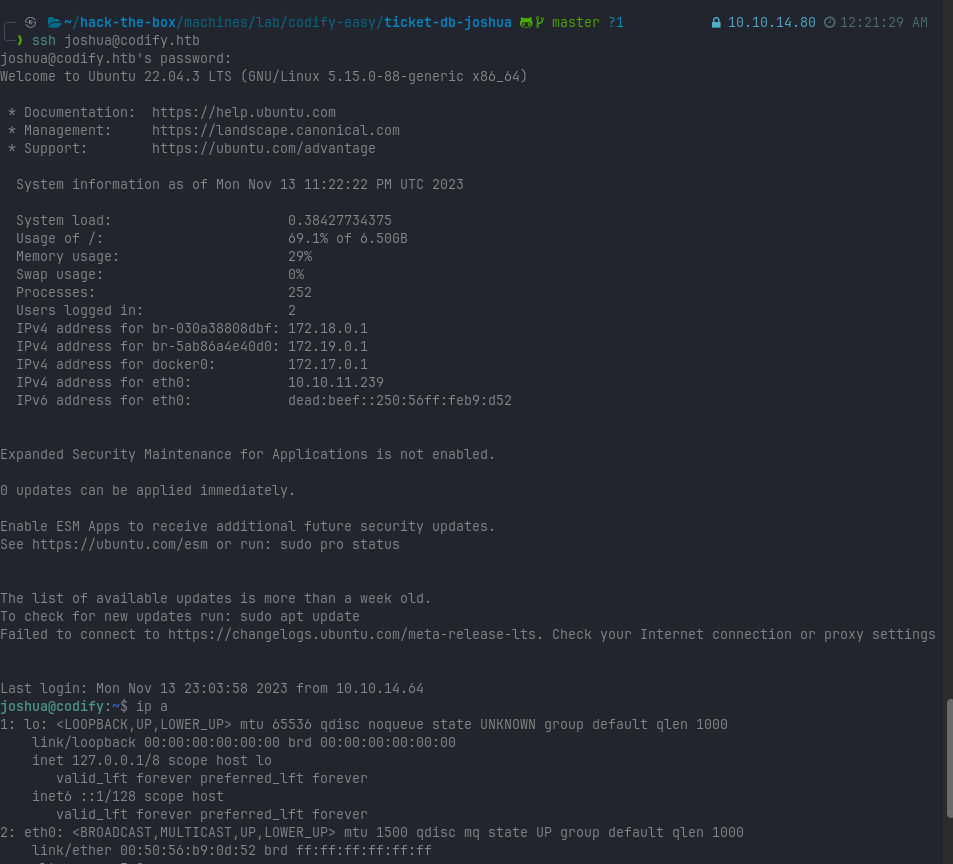 ~/hack-the-box/machines/lab/codify-easy/ticket-db-joshua master ?1 10.10.14.80 12:21:29 AM
ssh joshua@codify.htb
joshua@codify.htb's password:
Welcome to Ubuntu 22.04.3 LTS (GNU/Linux 5.15.0-88-generic x86_64)
* Documentation: https://help.ubuntu.com
* Management: https://landscape.canonical.com
* Support: https://ubuntu.com/advantage
System information as of Mon Nov 13 11:22:22 PM UTC 2023
System load: 0.38427734375
Usage of /: 69.1% of 6.50GB
Memory usage: 29%
Swap usage: 0%
Processes: 252
Users logged in: 2
IPv4 address for br-030a38808dbf: 172.18.0.1
IPv4 address for br-5ab86a4e40d0: 172.19.0.1
IPv4 address for docker0: 172.17.0.1
IPv4 address for eth0: 10.10.11.239
IPv6 address for eth0: dead:beef::250:56ff:feb9:d52
Expanded Security Maintenance for Applications is not enabled.
0 updates can be applied immediately.
Enable ESM Apps to receive additional future security updates.
See https://ubuntu.com/esm or run: sudo pro status
The list of available updates is more than a week old.
To check for new updates run: sudo apt update
Failed to connect to https://changelogs.ubuntu.com/meta-release-lts. Check your Internet connection or proxy settings
Last login: Mon Nov 13 23:03:58 2023 from 10.10.14.64
joshua@codify:~$ ip a
1: lo: <LOOPBACK,UP,LOWER_UP> mtu 65536 qdisc noqueue state UNKNOWN group default qlen 1000
link/loopback 00:00:00:00:00:00 brd 00:00:00:00:00:00
inet 127.0.0.1/8 scope host lo
valid_lft forever preferred_lft forever
inet6 ::1/128 scope host
valid_lft forever preferred_lft forever
2: eth0: <BROADCAST,MULTICAST,UP,LOWER_UP> mtu 1500 qdisc mq state UP group default qlen 1000
link/ether 00:50:56:b9:0d:52 brd ff:ff:ff:ff:ff:ff